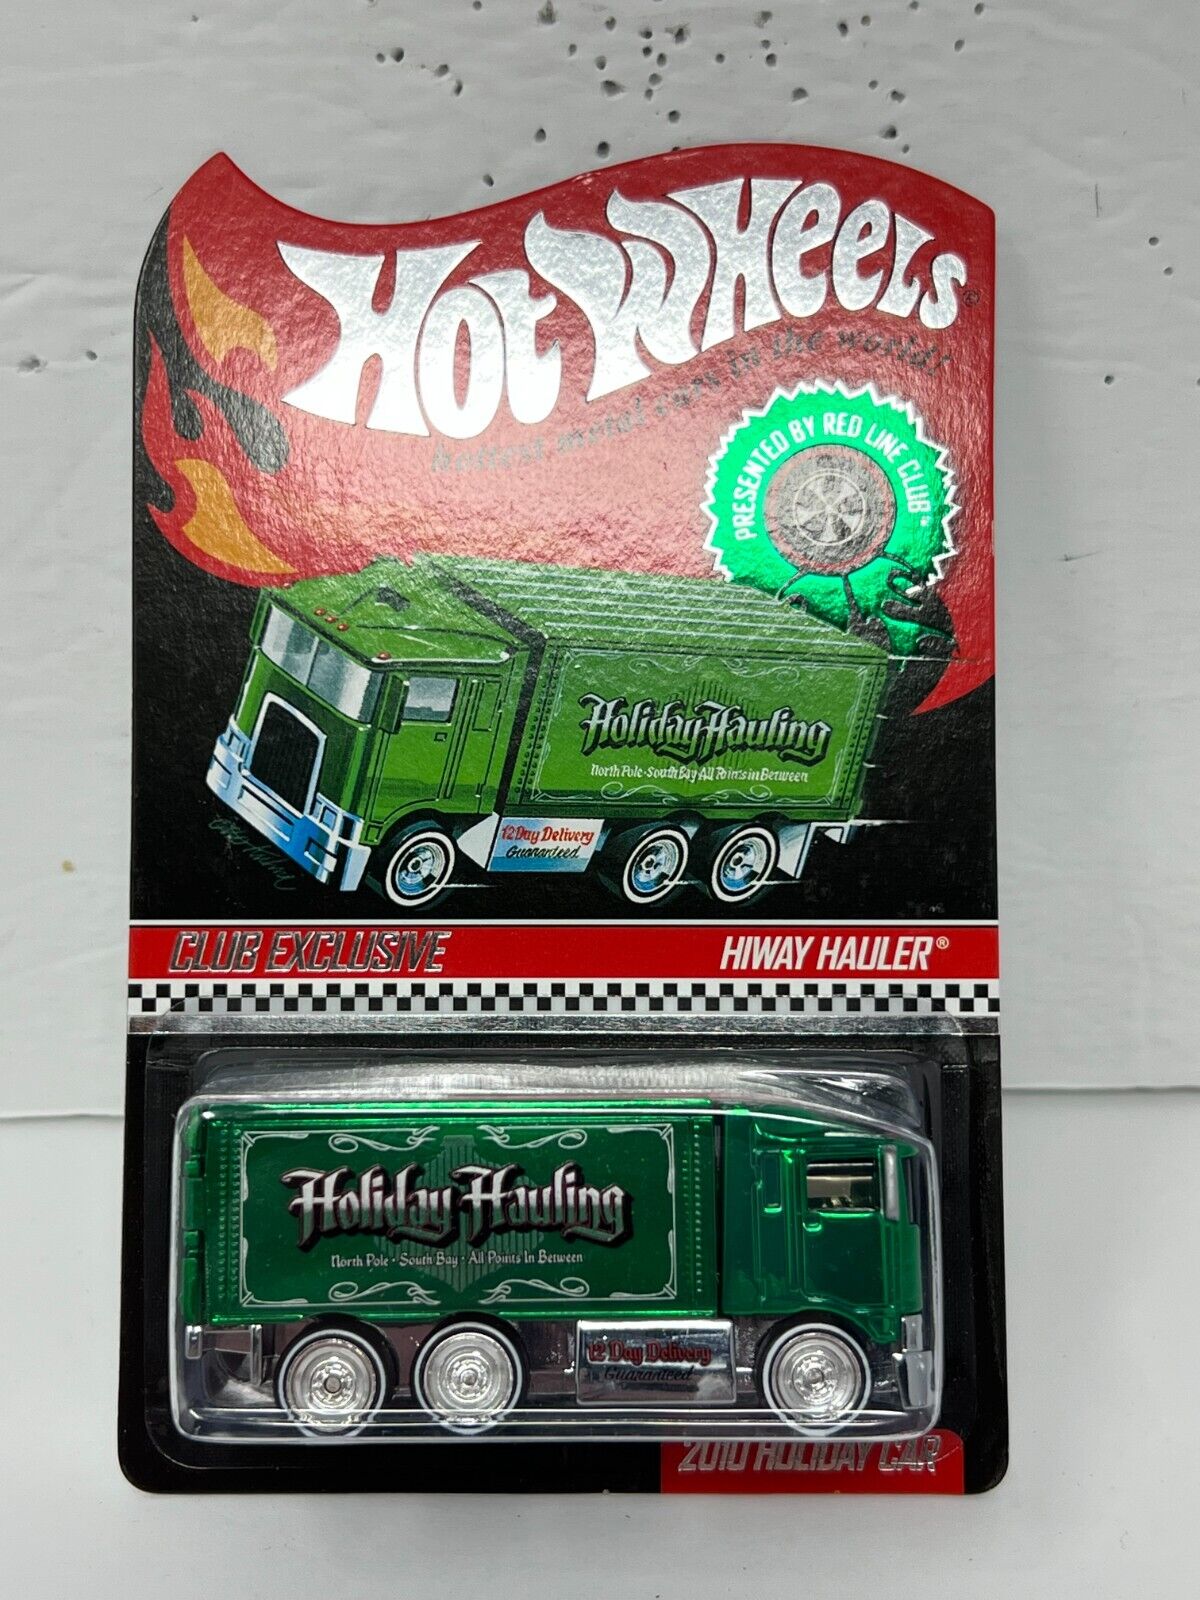 Hot Wheels®
hottest metal cars in the world!
PRESENTED BY RED LINE CLUB®
Holiday Hauling
North Pole · South Bay All Points in Between
12 Day Delivery
Guaranteed
CLUB EXCLUSIVE
HIWAY HAULER®
Holiday Hauling
North Pole · South Bay · All Points In Between
12 Day Delivery
Guaranteed
2010 HOLIDAY CAR